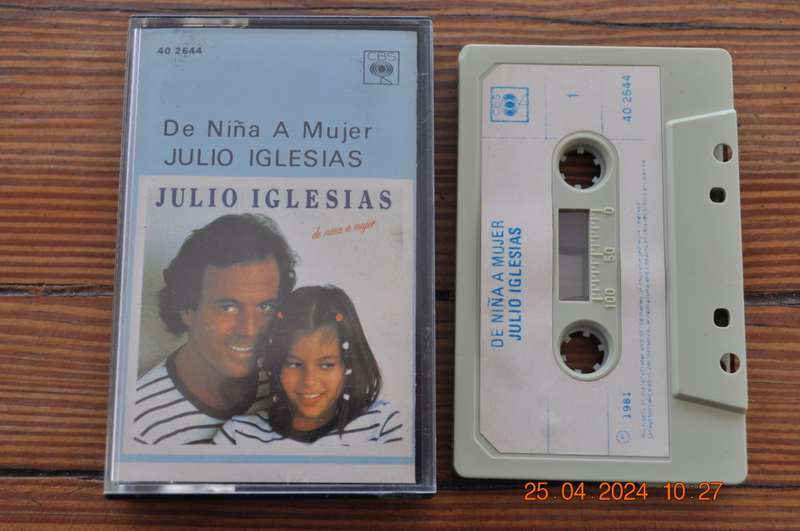 40 2644
CBS
De Niña A Mujer
JULIO IGLESIAS
JULIO IGLESIAS
de niña a mujer
CBS
1
40 2644
DE NIÑA A MUJER
JULIO IGLESIAS
100 50 0
Ⓟ 1981
25.04.2024 10:27